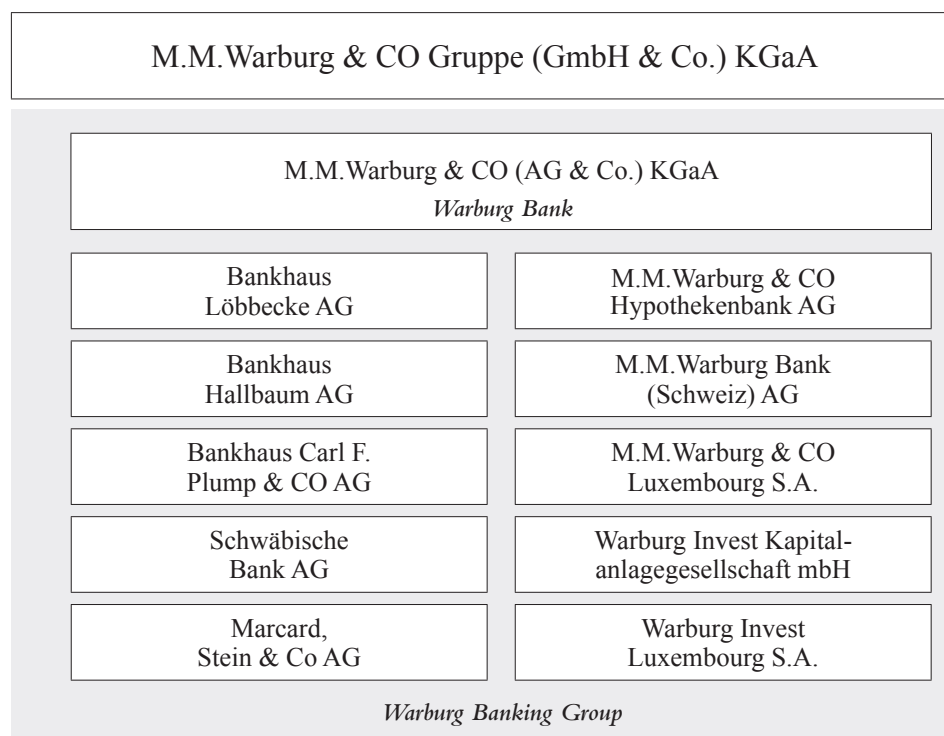 M.M.Warburg & CO Gruppe (GmbH & Co.) KGaA
M.M.Warburg & CO (AG & Co.) KGaA
Warburg Bank
Bankhaus
Löbbecke AG
M.M.Warburg & CO
Hypothekenbank AG
Bankhaus
Hallbaum AG
M.M.Warburg Bank
(Schweiz) AG
Bankhaus Carl F.
Plump & CO AG
M.M.Warburg & CO
Luxembourg S.A.
Schwäbische
Bank AG
Warburg Invest Kapital-
anlagegesellschaft mbH
Marcard,
Stein & Co AG
Warburg Invest
Luxembourg S.A.
Warburg Banking Group